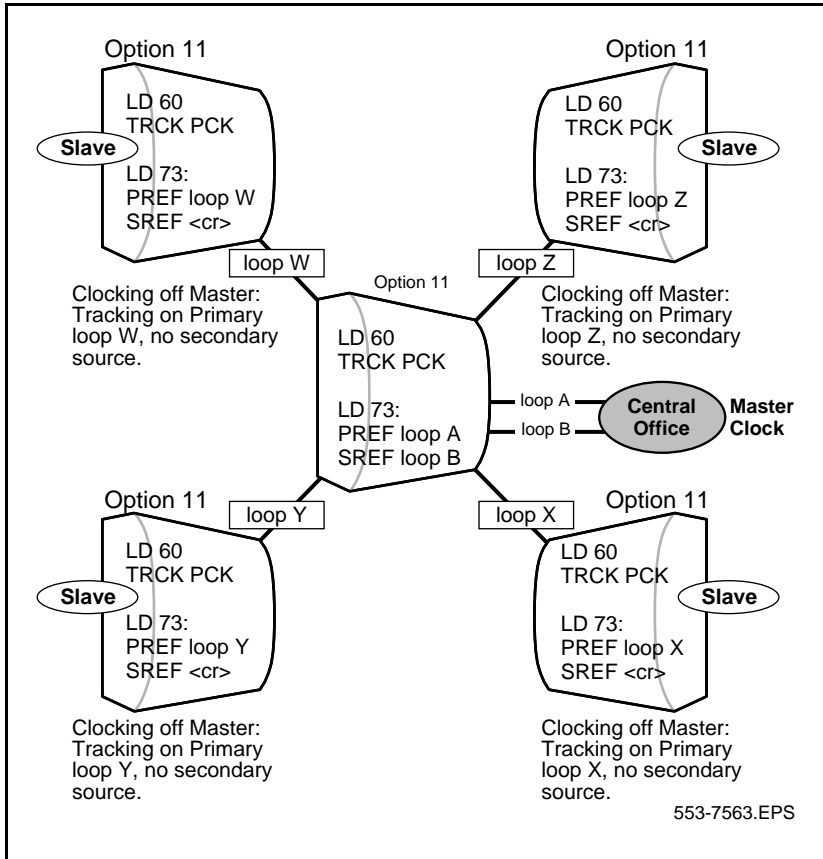 Option 11
LD 60
TRCK PCK
Slave
LD 73:
PREF loop W
SREF <cr>
loop W
Clocking off Master:
Tracking on Primary
loop W, no secondary
source.
Option 11
LD 60
TRCK PCK
Slave
LD 73:
PREF loop Z
SREF <cr>
loop Z
Clocking off Master:
Tracking on Primary
loop Z, no secondary
source.
Option 11
LD 60
TRCK PCK
LD 73:
PREF loop A
SREF loop B
loop A
loop B
Central
Office
Master
Clock
Option 11
loop Y
LD 60
TRCK PCK
Slave
LD 73:
PREF loop Y
SREF <cr>
Clocking off Master:
Tracking on Primary
loop Y, no secondary
source.
Option 11
loop X
LD 60
TRCK PCK
Slave
LD 73:
PREF loop X
SREF <cr>
Clocking off Master:
Tracking on Primary
loop X, no secondary
source.
553-7563.EPS